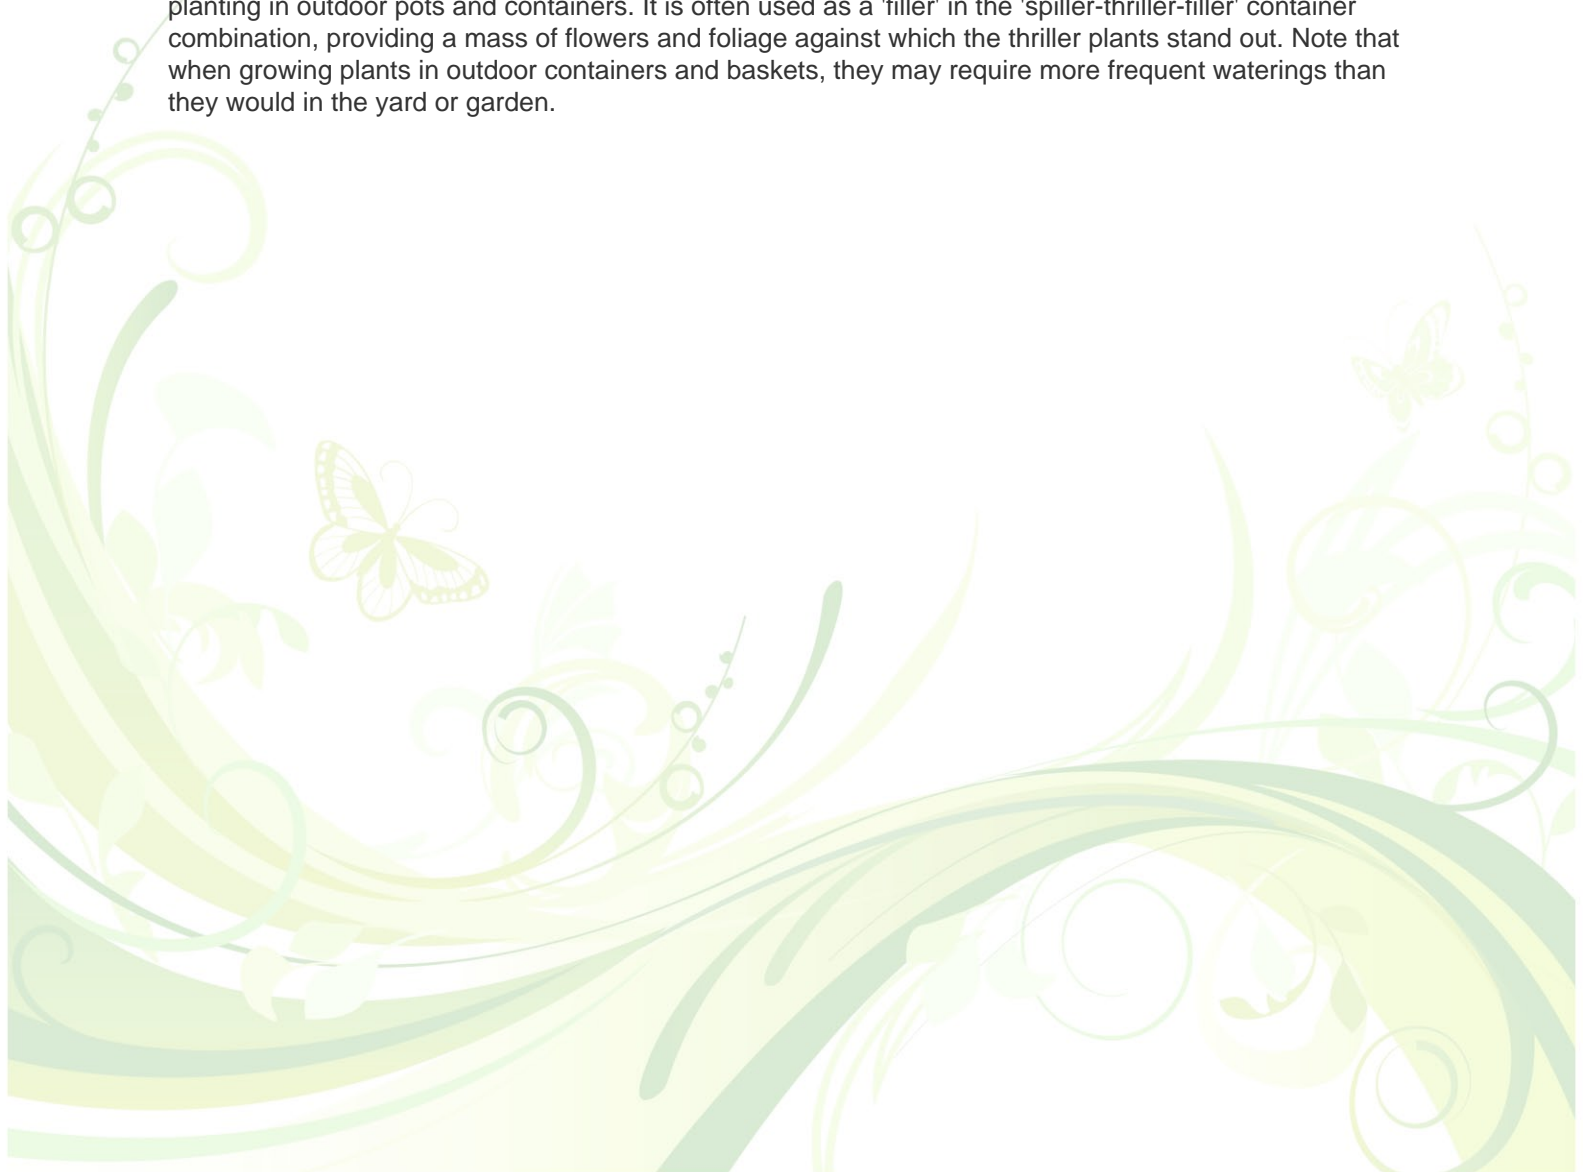 planting in outdoor pots and containers. It is often used as a 'filler' in the 'spiller-thriller-filler' container
combination, providing a mass of flowers and foliage against which the thriller plants stand out. Note that
when growing plants in outdoor containers and baskets, they may require more frequent waterings than
they would in the yard or garden.